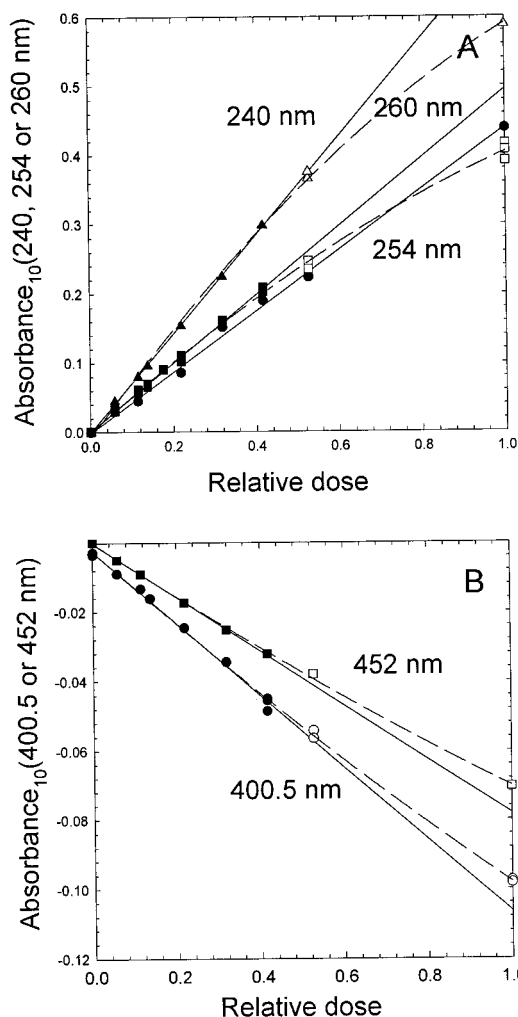 A
0.6
0.5
0.4
0.3
0.2
0.1
0.0
240 nm
260 nm
254 nm
0.0 0.2 0.4 0.6 0.8 1.0
Absorbance10(240, 254 or 260 nm)
Relative dose
B
-0.02
-0.04
-0.06
-0.08
-0.10
-0.12
452 nm
400.5 nm
0.0 0.2 0.4 0.6 0.8 1.0
Absorbance10(400.5 or 452 nm)
Relative dose